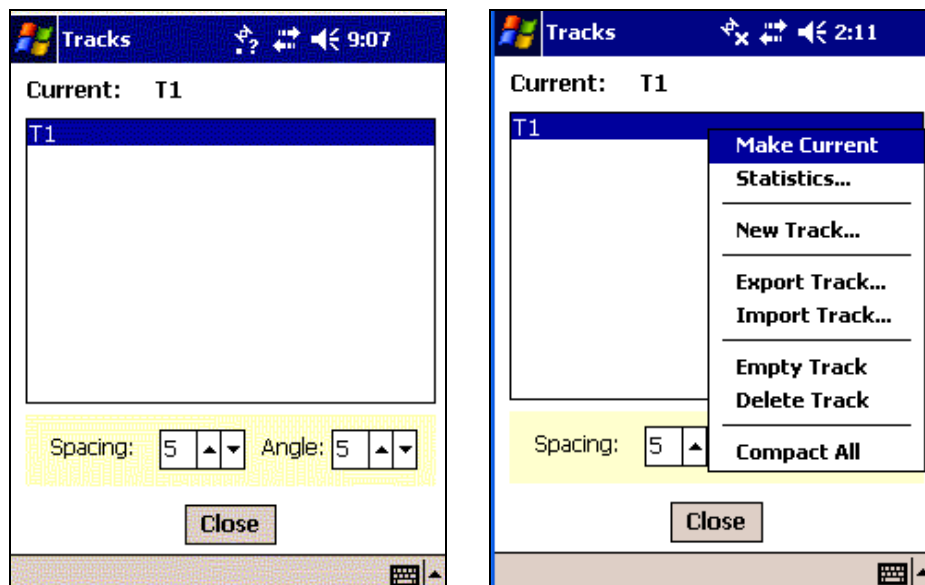 Tracks ? 9:07
Current: T1
T1
Spacing: 5 Angle: 5
Close
Tracks 2:11
Current: T1
T1
Make Current
Statistics...
New Track...
Export Track...
Import Track...
Empty Track
Delete Track
Compact All
Spacing: 5
Close